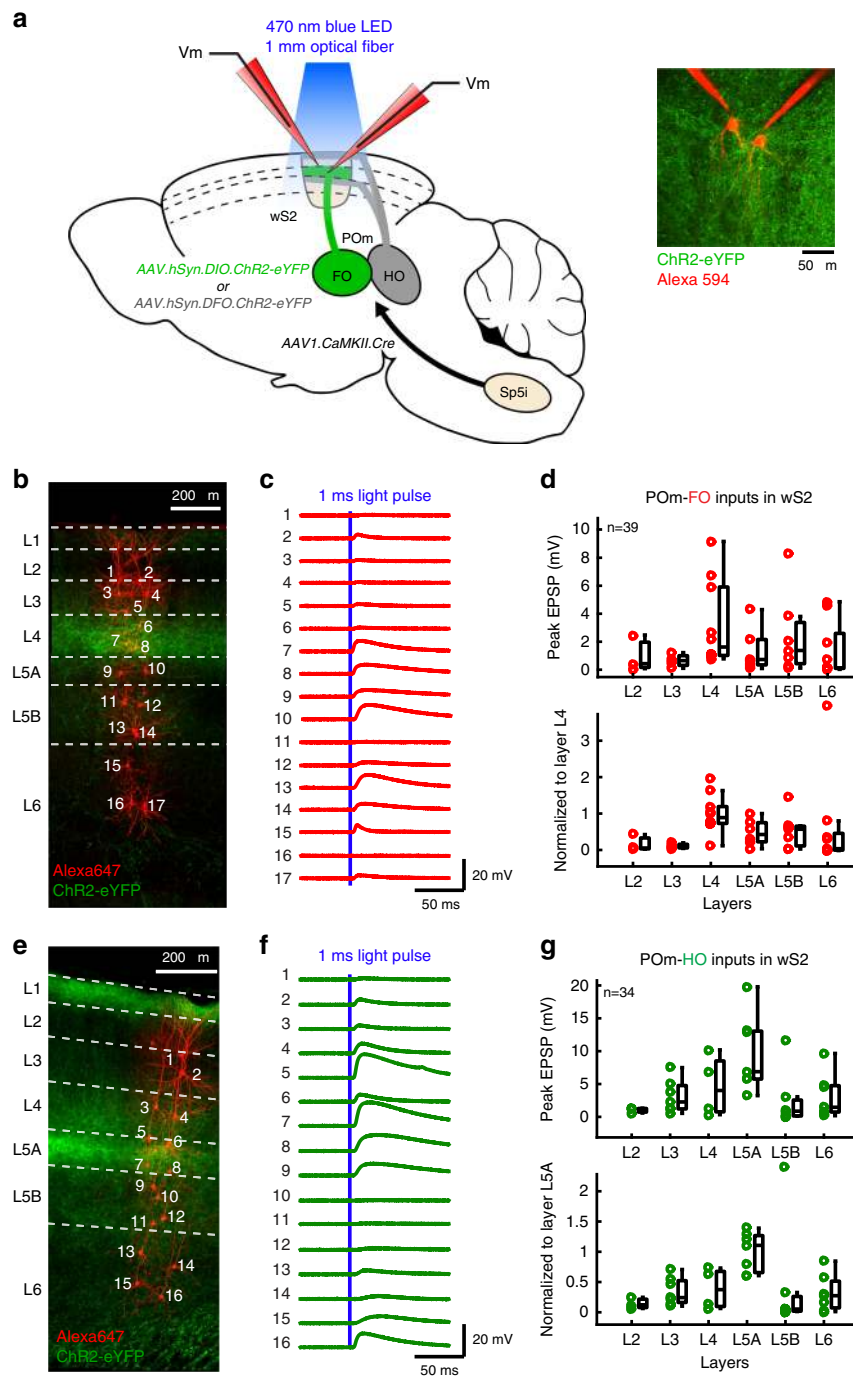 a
470 nm blue LED
1 mm optical fiber
Vm
Vm
wS2
POm
FO
HO
AAV.hSyn.DIO.ChR2-eYFP
or
AAV.hSyn.DFO.ChR2-eYFP
AAV1.CaMKII.Cre
Sp5i
ChR2-eYFP
Alexa 594
50 m
b
200 m
L1
L2
L3
L4
L5A
L5B
L6
1
2
3
4
5
6
7
8
9
10
11
12
13
14
15
16
17
Alexa647
ChR2-eYFP
c
1 ms light pulse
1
2
3
4
5
6
7
8
9
10
11
12
13
14
15
16
17
20 mV
50 ms
d
POm-FO inputs in wS2
n=39
Peak EPSP (mV)
10
8
6
4
2
0
L2 L3 L4 L5A L5B L6
Normalized to layer L4
3
2
1
0
L2 L3 L4 L5A L5B L6
Layers
e
200 m
L1
L2
L3
L4
L5A
L5B
L6
1
2
3
4
5
6
7
8
9
10
11
12
13
14
15
16
Alexa647
ChR2-eYFP
f
1 ms light pulse
1
2
3
4
5
6
7
8
9
10
11
12
13
14
15
16
20 mV
50 ms
g
POm-HO inputs in wS2
n=34
Peak EPSP (mV)
20
15
10
5
0
L2 L3 L4 L5A L5B L6
Normalized to layer L5A
2
1.5
1
0.5
0
L2 L3 L4 L5A L5B L6
Layers